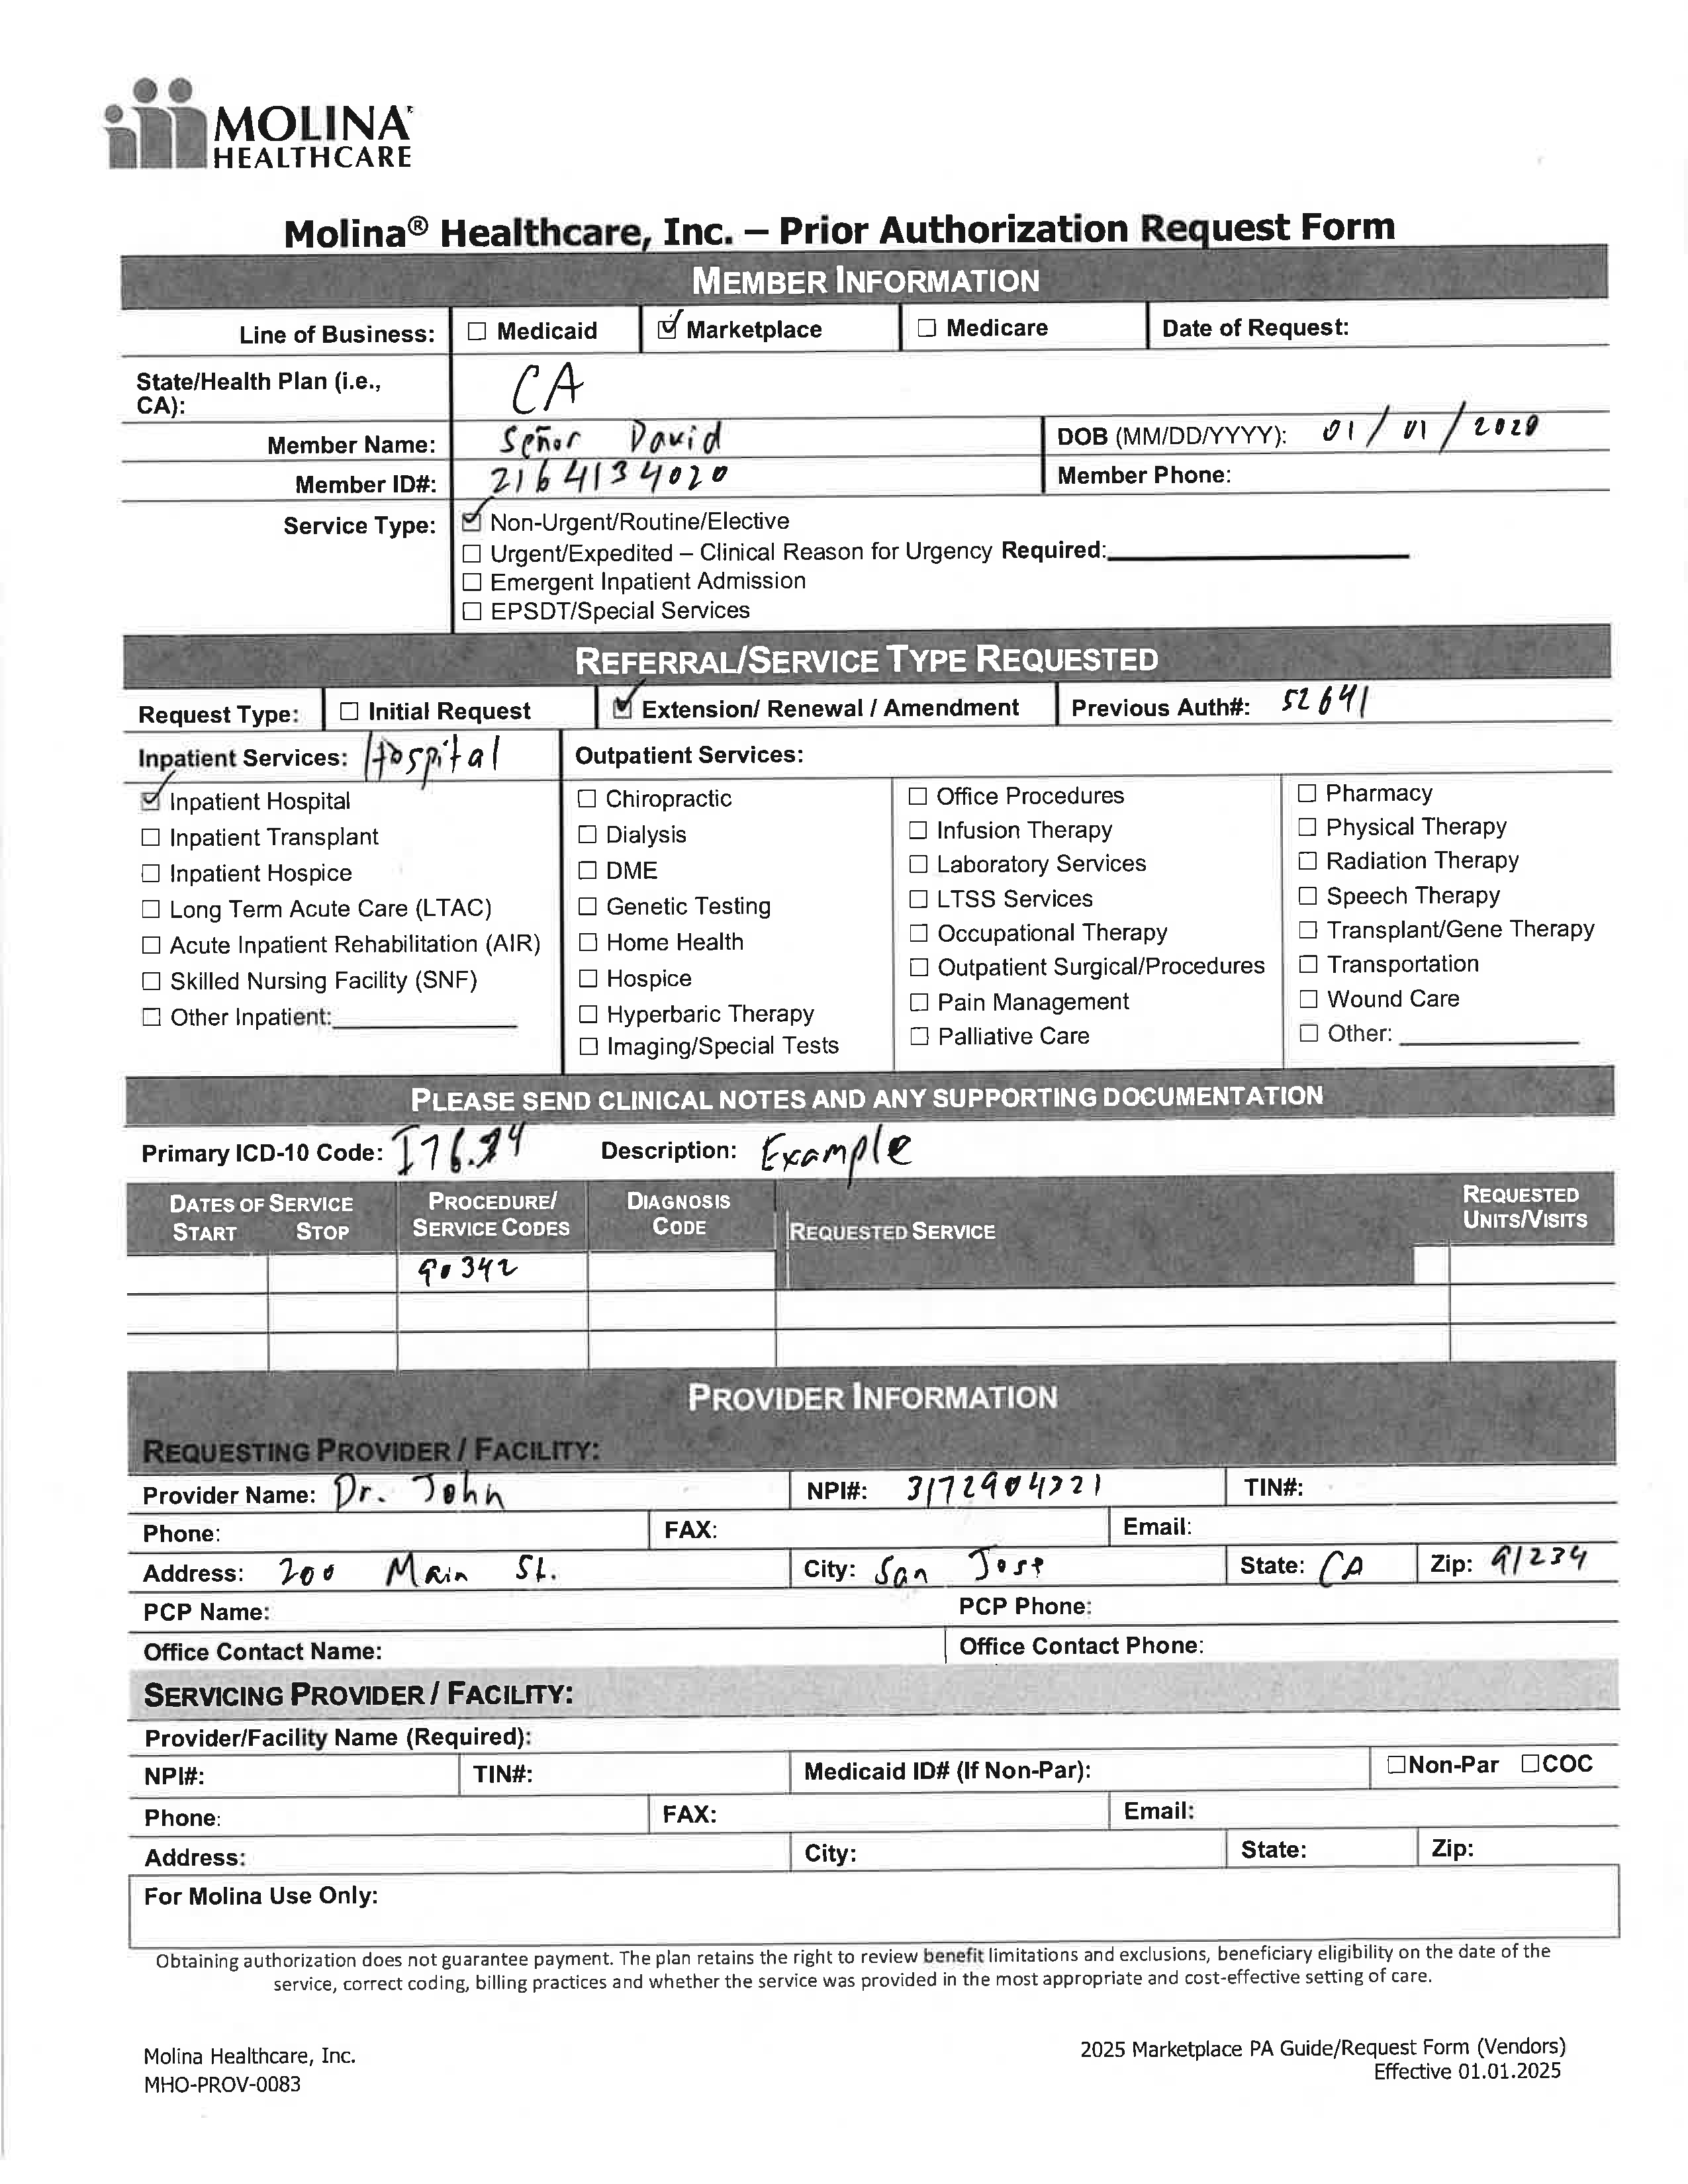 MOLINA
HEALTHCARE
Molina® Healthcare, Inc. – Prior Authorization Request Form
MEMBER INFORMATION
Line of Business: ☐ Medicaid ☑ Marketplace ☐ Medicare Date of Request:
State/Health Plan (i.e., CA): CA
Member Name: Señor David DOB (MM/DD/YYYY): 01/01/2020
Member ID#: 2164134020 Member Phone:
Service Type: ☑ Non-Urgent/Routine/Elective
☐ Urgent/Expedited – Clinical Reason for Urgency Required:
☐ Emergent Inpatient Admission
☐ EPSDT/Special Services
REFERRAL/SERVICE TYPE REQUESTED
Request Type: ☐ Initial Request ☑ Extension/ Renewal / Amendment Previous Auth#: 52641
Inpatient Services: Hospital
☑ Inpatient Hospital
☐ Inpatient Transplant
☐ Inpatient Hospice
☐ Long Term Acute Care (LTAC)
☐ Acute Inpatient Rehabilitation (AIR)
☐ Skilled Nursing Facility (SNF)
☐ Other Inpatient:
Outpatient Services:
☐ Chiropractic
☐ Dialysis
☐ DME
☐ Genetic Testing
☐ Home Health
☐ Hospice
☐ Hyperbaric Therapy
☐ Imaging/Special Tests
☐ Office Procedures
☐ Infusion Therapy
☐ Laboratory Services
☐ LTSS Services
☐ Occupational Therapy
☐ Outpatient Surgical/Procedures
☐ Pain Management
☐ Palliative Care
☐ Pharmacy
☐ Physical Therapy
☐ Radiation Therapy
☐ Speech Therapy
☐ Transplant/Gene Therapy
☐ Transportation
☐ Wound Care
☐ Other:
PLEASE SEND CLINICAL NOTES AND ANY SUPPORTING DOCUMENTATION
Primary ICD-10 Code: Description: Example
DATES OF SERVICE
START STOP
PROCEDURE/
SERVICE CODES
DIAGNOSIS
CODE
REQUESTED SERVICE
REQUESTED
UNITS/VISITS
90342
PROVIDER INFORMATION
REQUESTING PROVIDER / FACILITY:
Provider Name: Dr. John NPI#: TIN#:
Phone: FAX: Email:
Address: 200 Main St. City: San Jose State: CA Zip: 91234
PCP Name: PCP Phone:
Office Contact Name: Office Contact Phone:
SERVICING PROVIDER / FACILITY:
Provider/Facility Name (Required):
NPI#: TIN#: Medicaid ID# (If Non-Par): ☐Non-Par ☐COC
Phone: FAX: Email:
Address: City: State: Zip:
For Molina Use Only:
Obtaining authorization does not guarantee payment. The plan retains the right to review benefit limitations and exclusions, beneficiary eligibility on the date of the
service, correct coding, billing practices and whether the service was provided in the most appropriate and cost-effective setting of care.
Molina Healthcare, Inc.
MHO-PROV-0083
2025 Marketplace PA Guide/Request Form (Vendors)
Effective 01.01.2025